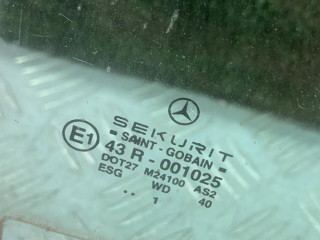 SEKURIT
- SAINT - GOBAIN -
E1 43 R - 001025
DOT27 M24100 AS2
ESG WD 40
.. 1